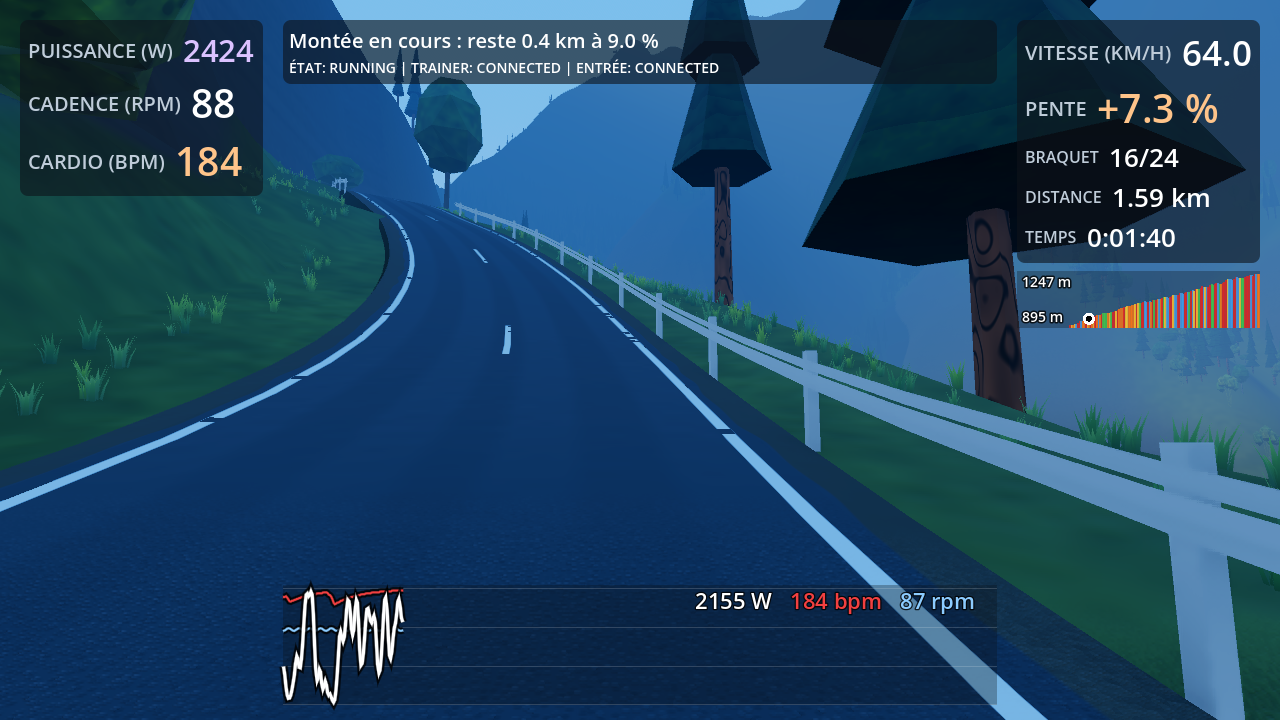 PUISSANCE (W) 2424
CADENCE (RPM) 88
CARDIO (BPM) 184
Montée en cours : reste 0.4 km à 9.0 %
ÉTAT: RUNNING | TRAINER: CONNECTED | ENTRÉE: CONNECTED
VITESSE (KM/H) 64.0
PENTE +7.3 %
BRAQUET 16/24
DISTANCE 1.59 km
TEMPS 0:01:40
1247 m
895 m
2155 W 184 bpm 87 rpm